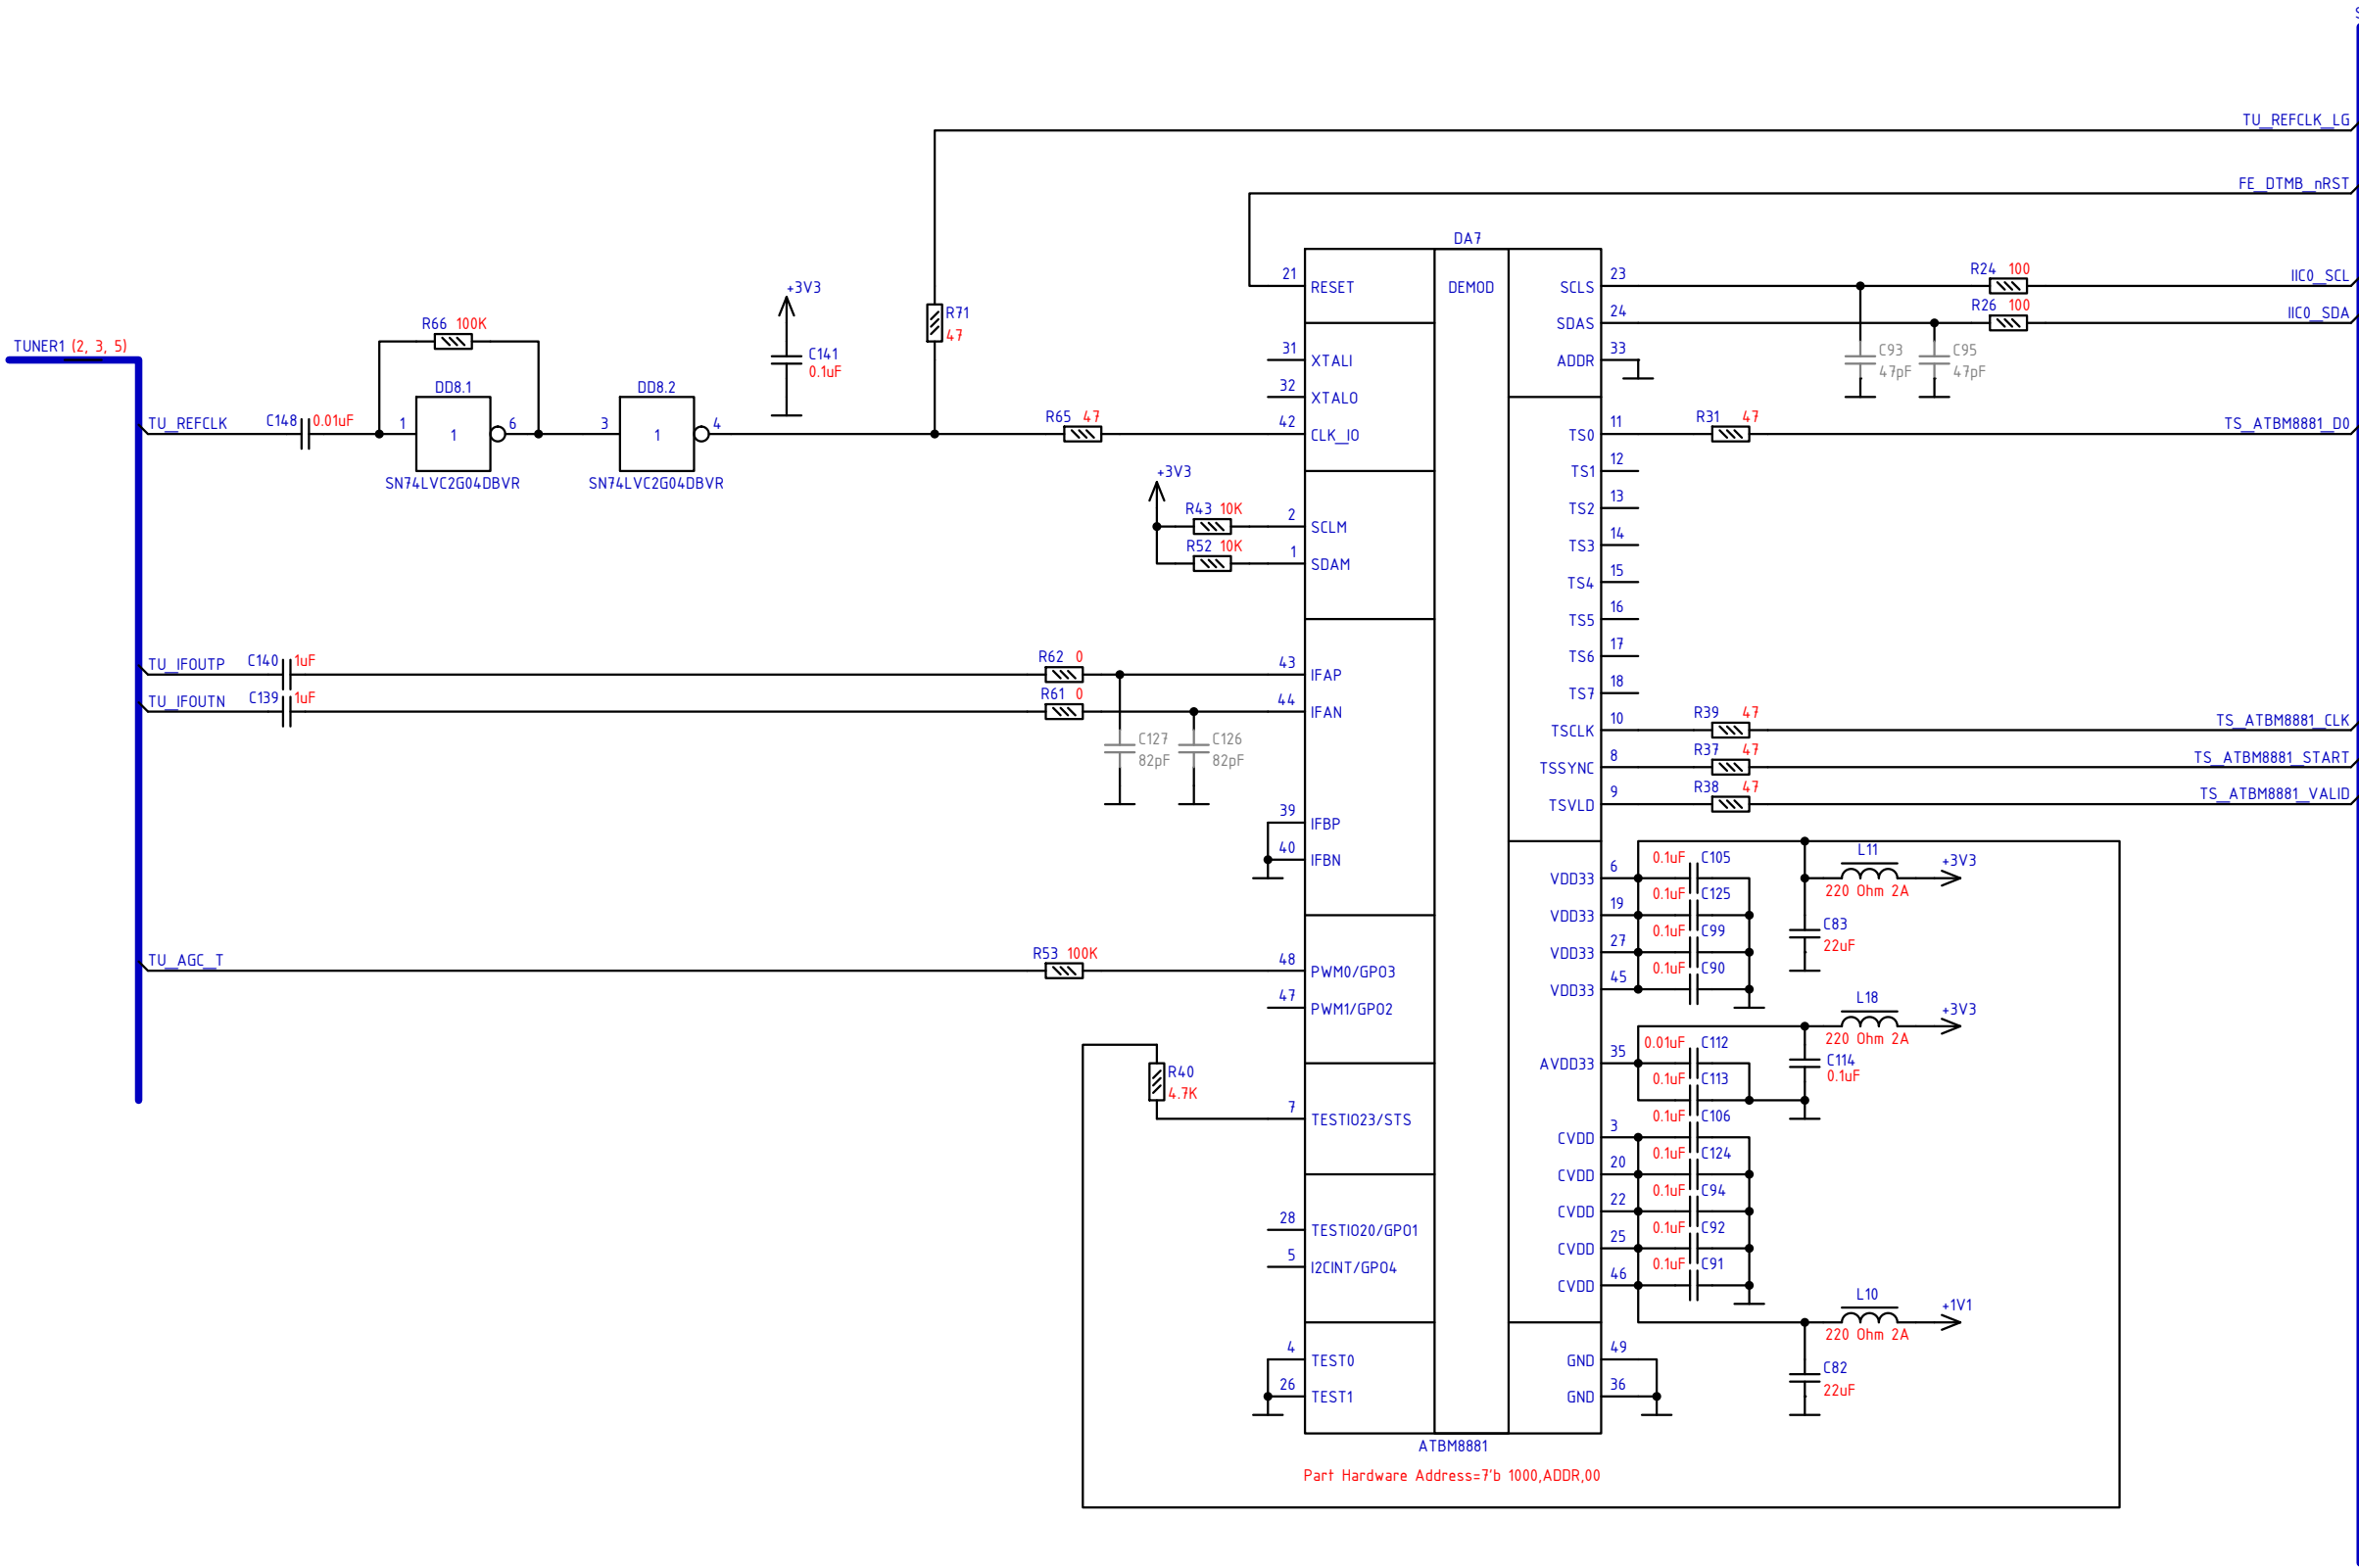 TU_REFCLK_LG
FE_DTMB_nRST
DA7
21 RESET
DEMOD
SCLS 23
R24 100
IIC0_SCL
SDAS 24
R26 100
IIC0_SDA
+3V3
C141
0.1uF
R71
47
R66 100K
TUNER1 (2, 3, 5)
31 XTALI
ADDR 33
C93
47pF
C95
47pF
32 XTALO
DD8.1
DD8.2
TU_REFCLK
C148 0.01uF
1 1 6
3 1 4
R65 47
42 CLK_IO
TS0 11
R31 47
TS_ATBM8881_D0
SN74LVC2G04DBVR
SN74LVC2G04DBVR
TS1 12
+3V3
R43 10K
2 SCLM
TS2 13
R52 10K
1 SDAM
TS3 14
TS4 15
TS5 16
TS6 17
TU_IFOUTP
C140 1uF
R62 0
43 IFAP
TS7 18
TU_IFOUTN
C139 1uF
R61 0
44 IFAN
TSCLK 10
R39 47
TS_ATBM8881_CLK
C127
82pF
C126
82pF
TSSYNC 8
R37 47
TS_ATBM8881_START
TSVLD 9
R38 47
TS_ATBM8881_VALID
39 IFBP
40 IFBN
VDD33 6
0.1uF C105
L11
+3V3
220 Ohm 2A
VDD33 19
0.1uF C125
C83
22uF
VDD33 27
0.1uF C99
VDD33 45
0.1uF C90
TU_AGC_T
R53 100K
48 PWM0/GPO3
47 PWM1/GPO2
L18
+3V3
220 Ohm 2A
AVDD33 35
0.01uF C112
0.1uF C113
C114
0.1uF
R40
4.7K
7 TESTIO23/STS
CVDD 3
0.1uF C106
CVDD 20
0.1uF C124
CVDD 22
0.1uF C94
28 TESTIO20/GPO1
CVDD 25
0.1uF C92
5 I2CINT/GPO4
CVDD 46
0.1uF C91
L10
+1V1
220 Ohm 2A
4 TEST0
GND 49
C82
22uF
26 TEST1
GND 36
ATBM8881
Part Hardware Address=7'b 1000,ADDR,00